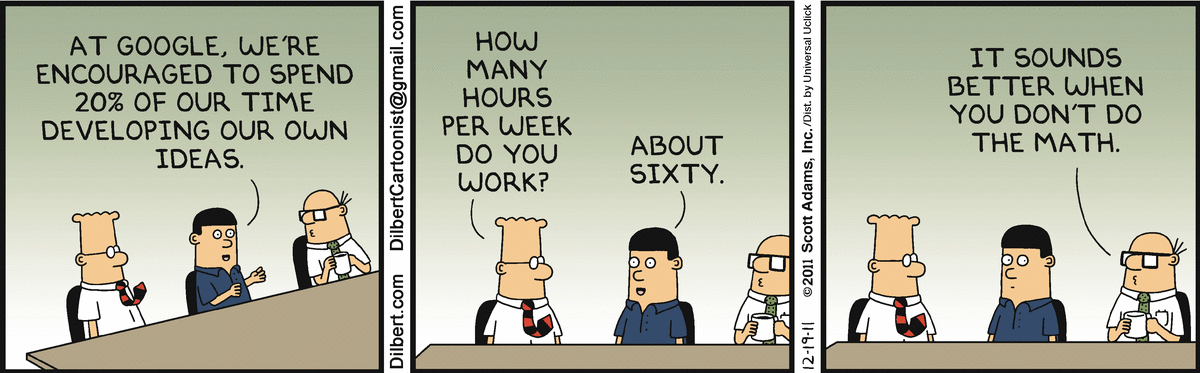 AT GOOGLE, WE'RE
ENCOURAGED TO SPEND
20% OF OUR TIME
DEVELOPING OUR OWN
IDEAS.
Dilbert.com DilbertCartoonist@gmail.com
HOW
MANY
HOURS
PER WEEK
DO YOU
WORK?
ABOUT
SIXTY.
12-19-11 ©2011 Scott Adams, Inc. /Dist. by Universal Uclick
IT SOUNDS
BETTER WHEN
YOU DON'T DO
THE MATH.